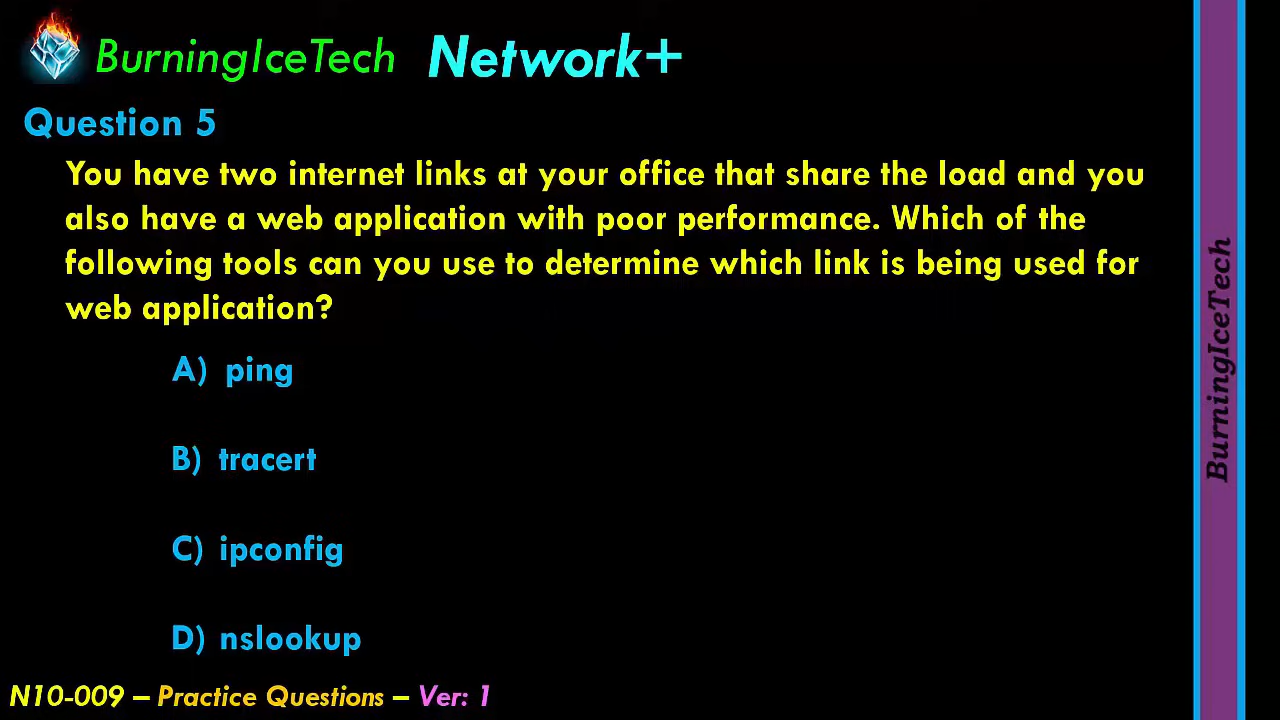 BurningIceTech Network+
Question 5
You have two internet links at your office that share the load and you
also have a web application with poor performance. Which of the
following tools can you use to determine which link is being used for
web application?
A) ping
B) tracert
C) ipconfig
D) nslookup
N10-009 – Practice Questions – Ver: 1
BurningIceTech